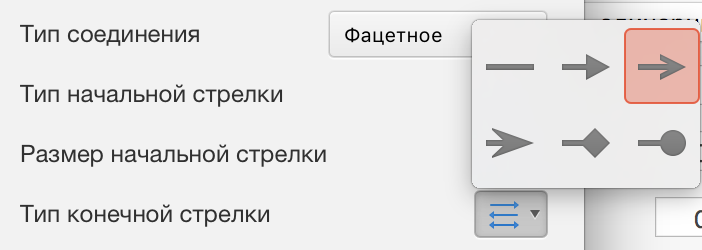 Тип соединения
Фацетное
Тип начальной стрелки
Размер начальной стрелки
Тип конечной стрелки